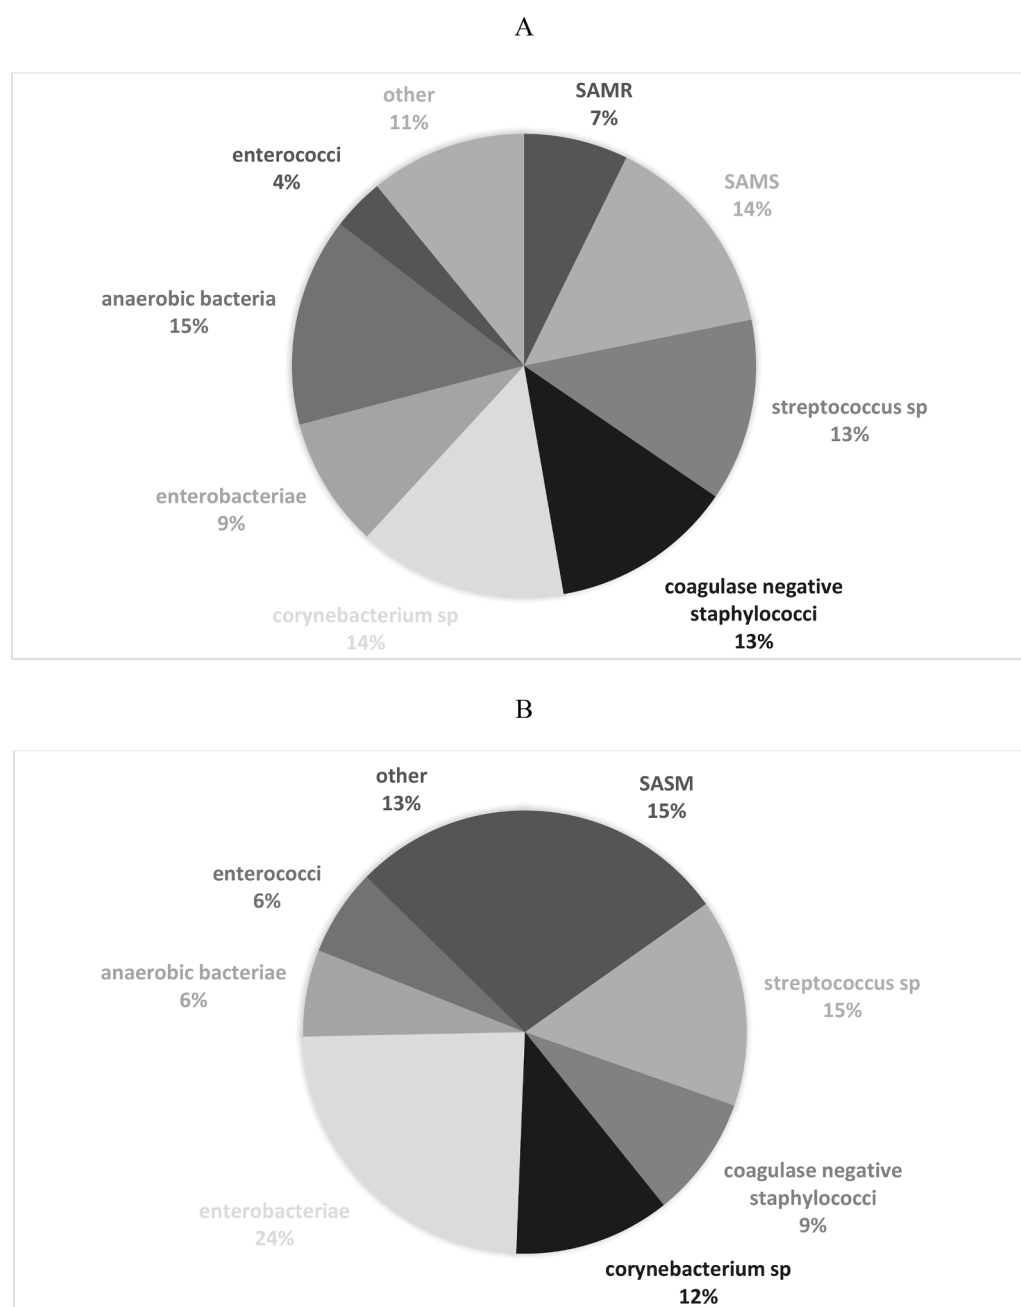 A
SAMR
7%
other
11%
enterococci
4%
SAMS
14%
anaerobic bacteria
15%
streptococcus sp
13%
enterobacteriae
9%
coagulase negative
staphylococci
13%
corynebacterium sp
14%
B
other
13%
SASM
15%
enterococci
6%
anaerobic bacteriae
6%
streptococcus sp
15%
coagulase negative
staphylococci
9%
enterobacteriae
24%
corynebacterium sp
12%